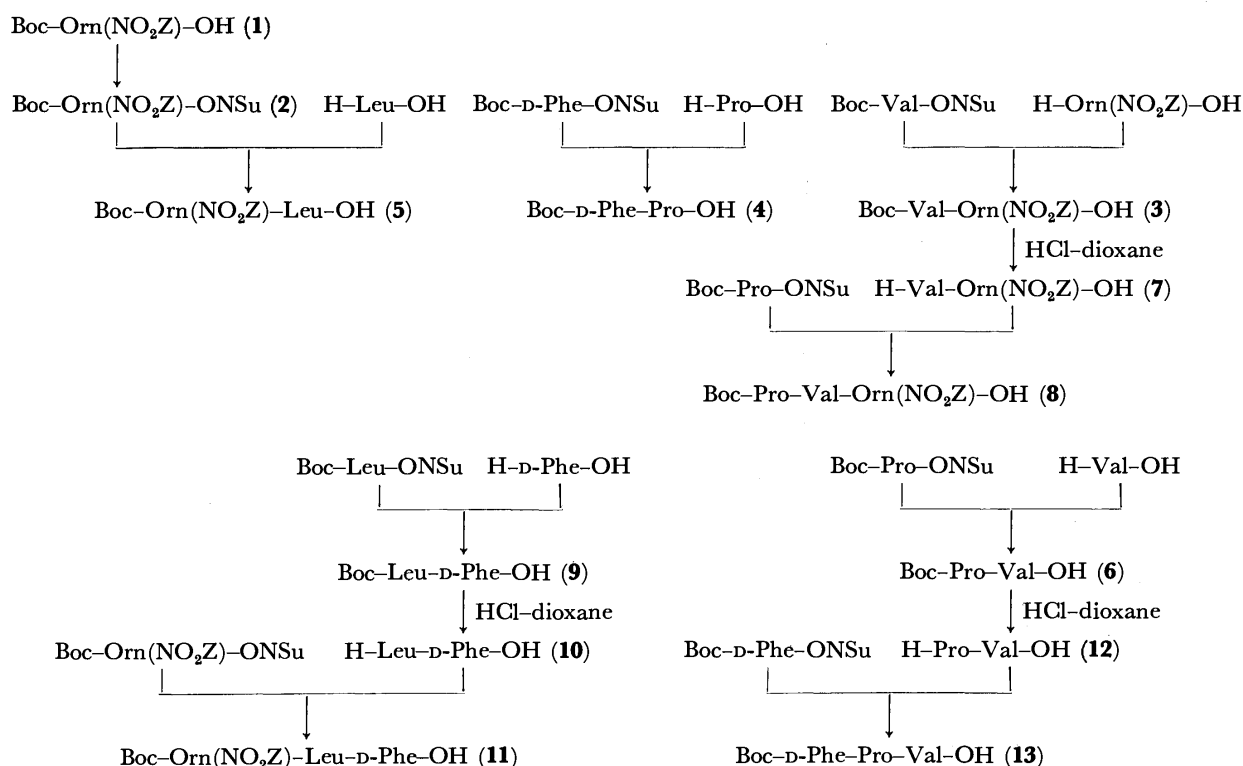 Boc–Orn(NO₂Z)–OH (1)
Boc–Orn(NO₂Z)–ONSu (2) H–Leu–OH Boc–D-Phe–ONSu H–Pro–OH Boc–Val–ONSu H–Orn(NO₂Z)–OH
Boc–Orn(NO₂Z)–Leu–OH (5) Boc–D-Phe–Pro–OH (4) Boc–Val–Orn(NO₂Z)–OH (3)
HCl–dioxane
Boc–Pro–ONSu H–Val–Orn(NO₂Z)–OH (7)
Boc–Pro–Val–Orn(NO₂Z)–OH (8)
Boc–Leu–ONSu H–D-Phe–OH Boc–Pro–ONSu H–Val–OH
Boc–Leu–D-Phe–OH (9) Boc–Pro–Val–OH (6)
HCl–dioxane HCl–dioxane
Boc–Orn(NO₂Z)–ONSu H–Leu–D-Phe–OH (10) Boc–D-Phe–ONSu H–Pro–Val–OH (12)
Boc–Orn(NO₂Z)–Leu–D-Phe–OH (11) Boc–D-Phe–Pro–Val–OH (13)